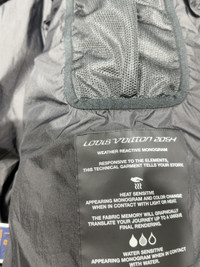 LOUIS VUITTON 2054
WEATHER REACTIVE MONOGRAM
RESPONSIVE TO THE ELEMENTS,
THIS TECHNICAL GARMENT TELLS YOUR STORY.
HEAT SENSITIVE
APPEARING MONOGRAM AND COLOR CHANGE
WHEN IN CONTACT WITH LIGHT OR HEAT.
THE FABRIC MEMORY WILL GRAPHICALLY
TRANSLATE YOUR JOURNEY UP TO A UNIQUE
FINAL RENDERING.
WATER SENSITIVE
APPEARING MONOGRAM WHEN IN CONTACT
WITH WATER.